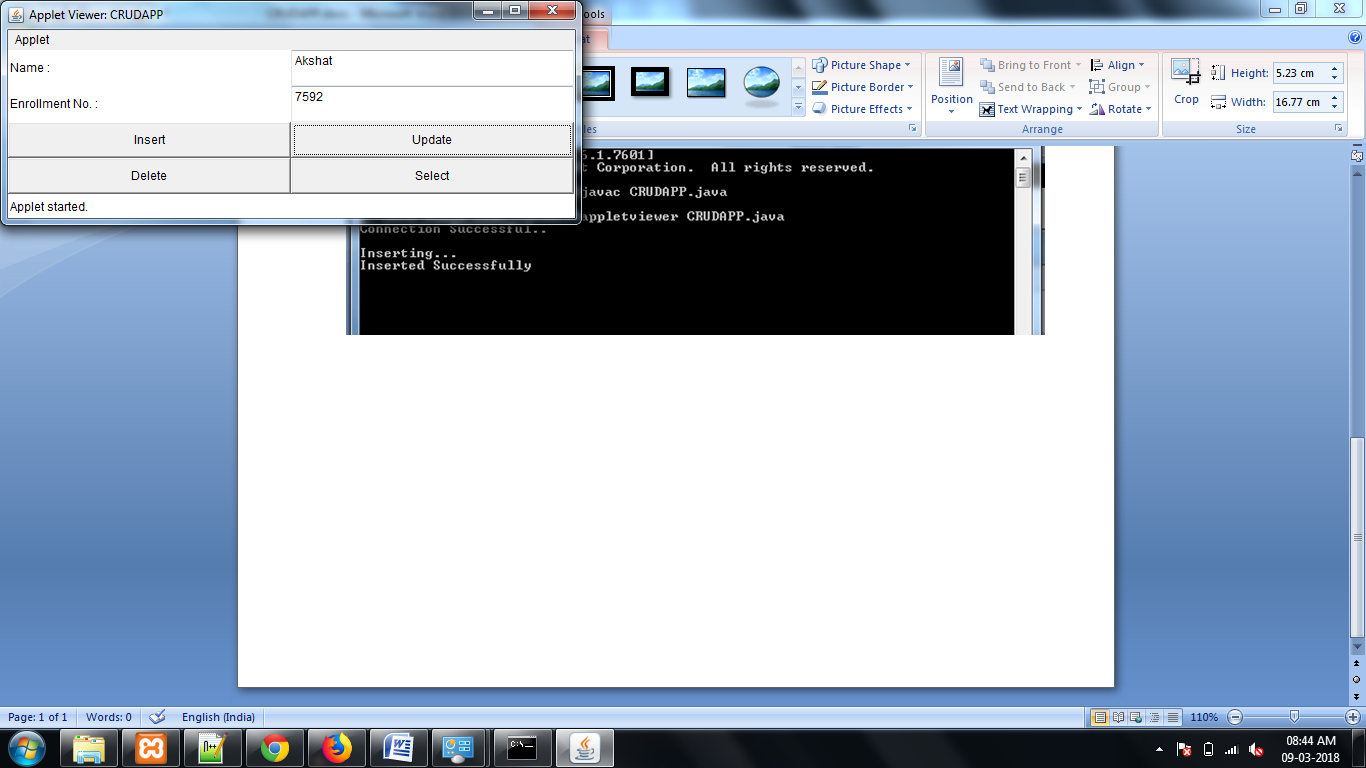 Applet Viewer: CRUDAPP
Applet
Name :
Akshat
Enrollment No. :
7592
Insert
Update
Delete
Select
Applet started.
Picture Shape
Picture Border
Picture Effects
Position
Bring to Front
Send to Back
Text Wrapping
Align
Group
Rotate
Arrange
Crop
Height: 5.23 cm
Width: 16.77 cm
Size
.1.7601]
Corporation. All rights reserved.
javac CRUDAPP.java
appletviewer CRUDAPP.java
Connection Successful..
Inserting...
Inserted Successfully
Page: 1 of 1
Words: 0
English (India)
110%
08:44 AM
09-03-2018